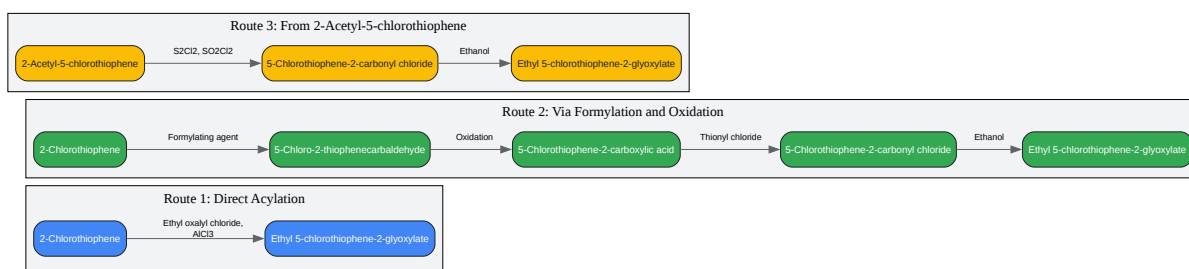 Route 3: From 2-Acetyl-5-chlorothiophene
2-Acetyl-5-chlorothiophene
S2Cl2, SO2Cl2
5-Chlorothiophene-2-carbonyl chloride
Ethanol
Ethyl 5-chlorothiophene-2-glyoxylate
Route 2: Via Formylation and Oxidation
2-Chlorothiophene
Formylating agent
5-Chloro-2-thiophenecarbaldehyde
Oxidation
5-Chlorothiophene-2-carboxylic acid
Thionyl chloride
5-Chlorothiophene-2-carbonyl chloride
Ethanol
Ethyl 5-chlorothiophene-2-glyoxylate
Route 1: Direct Acylation
2-Chlorothiophene
Ethyl oxalyl chloride,
AlCl3
Ethyl 5-chlorothiophene-2-glyoxylate